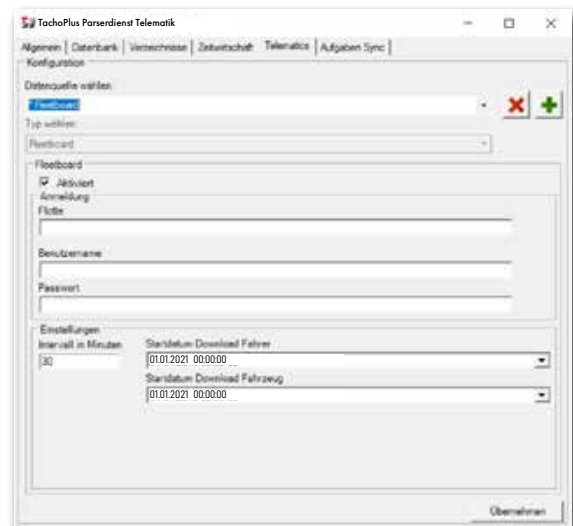 TachoPlus Parserdienst Telematik
Allgemein | Datenbank | Verzeichnisse | Zeitwirtschaft | Telematics | Aufgaben Sync
Konfiguration
Datenquelle wählen:
* Fleetboard
Typ wählen:
Fleetboard
Fleetboard
Aktiviert
Anmeldung
Flotte
Benutzername
Passwort
Einstellungen
Intervall in Minuten
30
Startdatum Download Fahrer
01.01.2021 00:00:00
Startdatum Download Fahrzeug
01.01.2021 00:00:00
Übernehmen